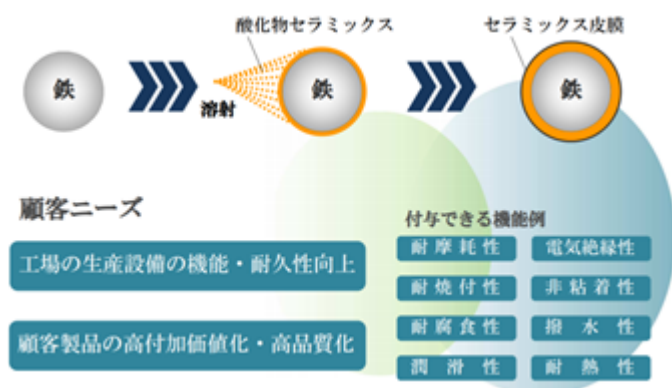 酸化物セラミックス
セラミックス皮膜
鉄
鉄
鉄
溶射
顧客ニーズ
付与できる機能例
工場の生産設備の機能・耐久性向上
顧客製品の高付加価値化・高品質化
耐摩耗性
電気絶縁性
耐焼付性
非粘着性
耐腐食性
撥水性
潤滑性
耐熱性